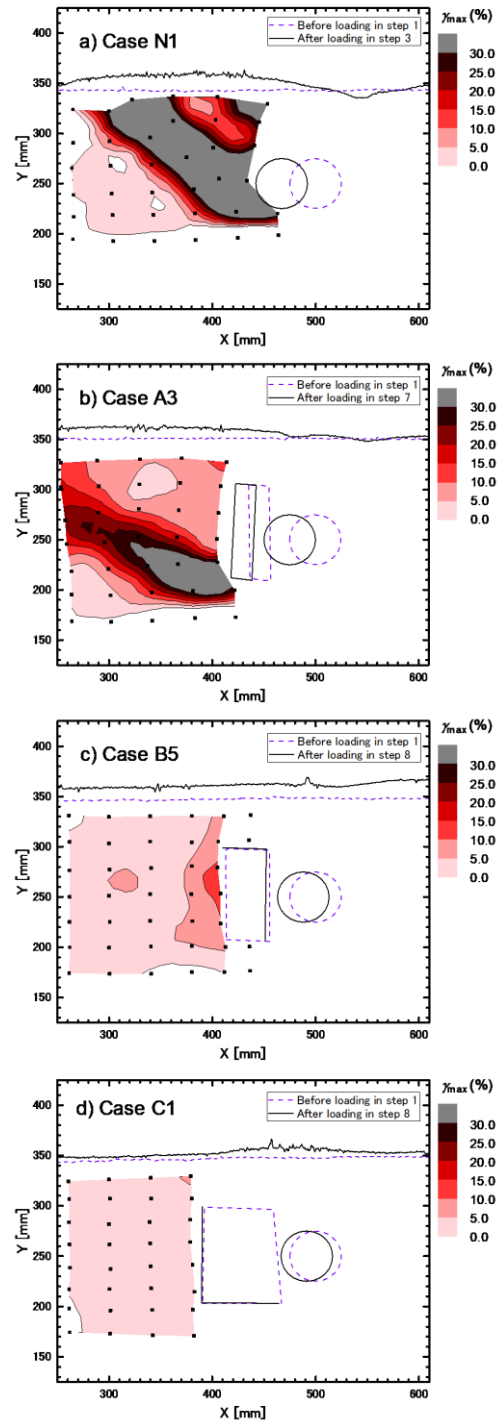 a) Case N1
Before loading in step 1
After loading in step 3
γmax (%)
30.0
25.0
20.0
15.0
10.0
5.0
0.0
Y [mm]
400
350
300
250
200
150
300
400
500
600
X [mm]
b) Case A3
Before loading in step 1
After loading in step 7
γmax (%)
30.0
25.0
20.0
15.0
10.0
5.0
0.0
Y [mm]
400
350
300
250
200
150
300
400
500
600
X [mm]
c) Case B5
Before loading in step 1
After loading in step 8
γmax (%)
30.0
25.0
20.0
15.0
10.0
5.0
0.0
Y [mm]
400
350
300
250
200
150
300
400
500
600
X [mm]
d) Case C1
Before loading in step 1
After loading in step 8
γmax (%)
30.0
25.0
20.0
15.0
10.0
5.0
0.0
Y [mm]
400
350
300
250
200
150
300
400
500
600
X [mm]